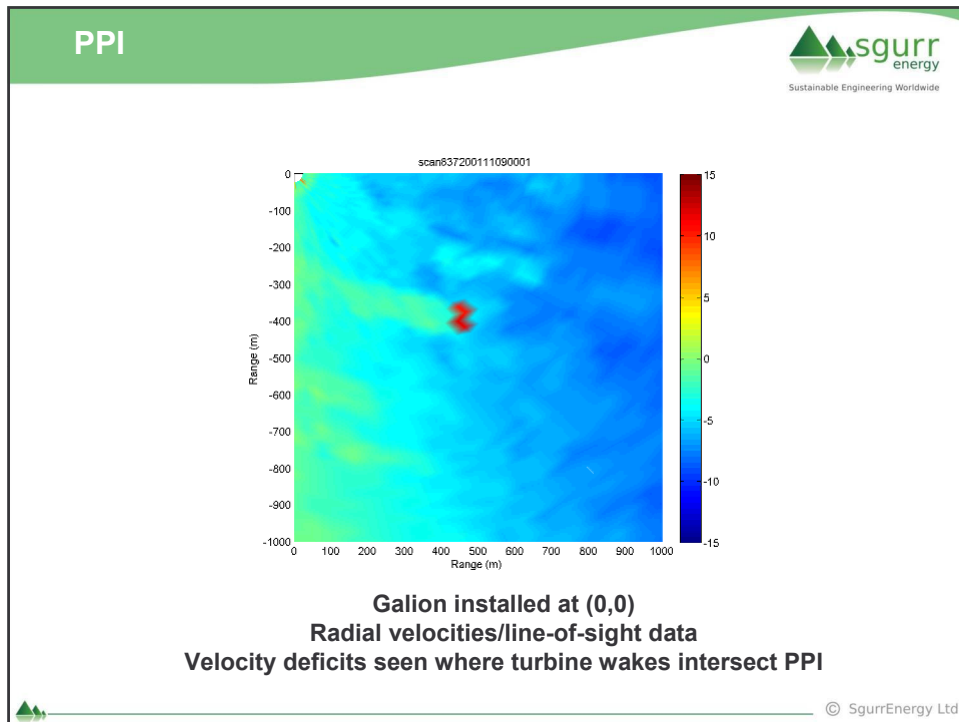 PPI
sgurr
energy
Sustainable Engineering Worldwide
scan837200111090001
0
-100
-200
-300
-400
-500
-600
-700
-800
-900
-1000
Range (m)
0 100 200 300 400 500 600 700 800 900 1000
Range (m)
15
10
5
0
-5
-10
-15
Galion installed at (0,0)
Radial velocities/line-of-sight data
Velocity deficits seen where turbine wakes intersect PPI
© SgurrEnergy Ltd